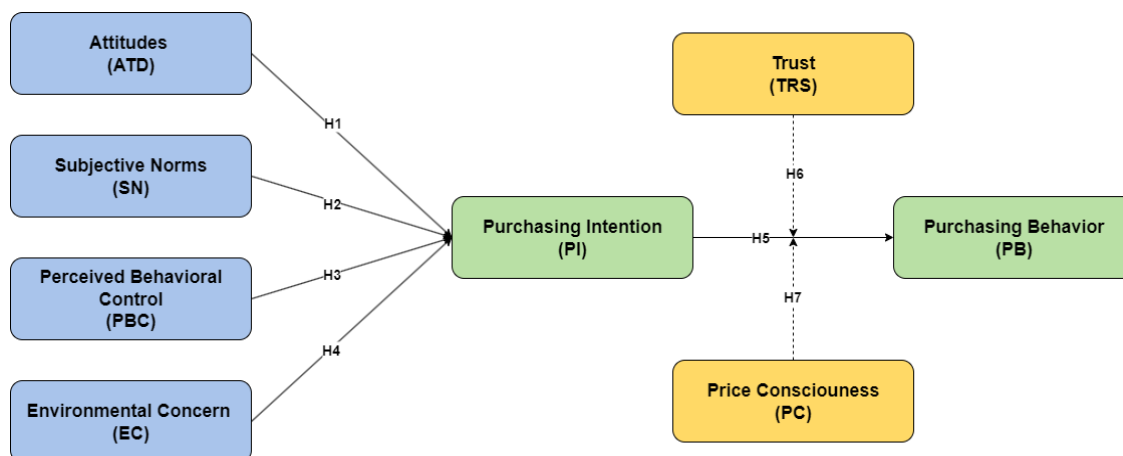 Attitudes
(ATD)
H1
Subjective Norms
(SN)
H2
Perceived Behavioral
Control
(PBC)
H3
Environmental Concern
(EC)
H4
Purchasing Intention
(PI)
H5
Trust
(TRS)
H6
Price Consciouness
(PC)
H7
Purchasing Behavior
(PB)